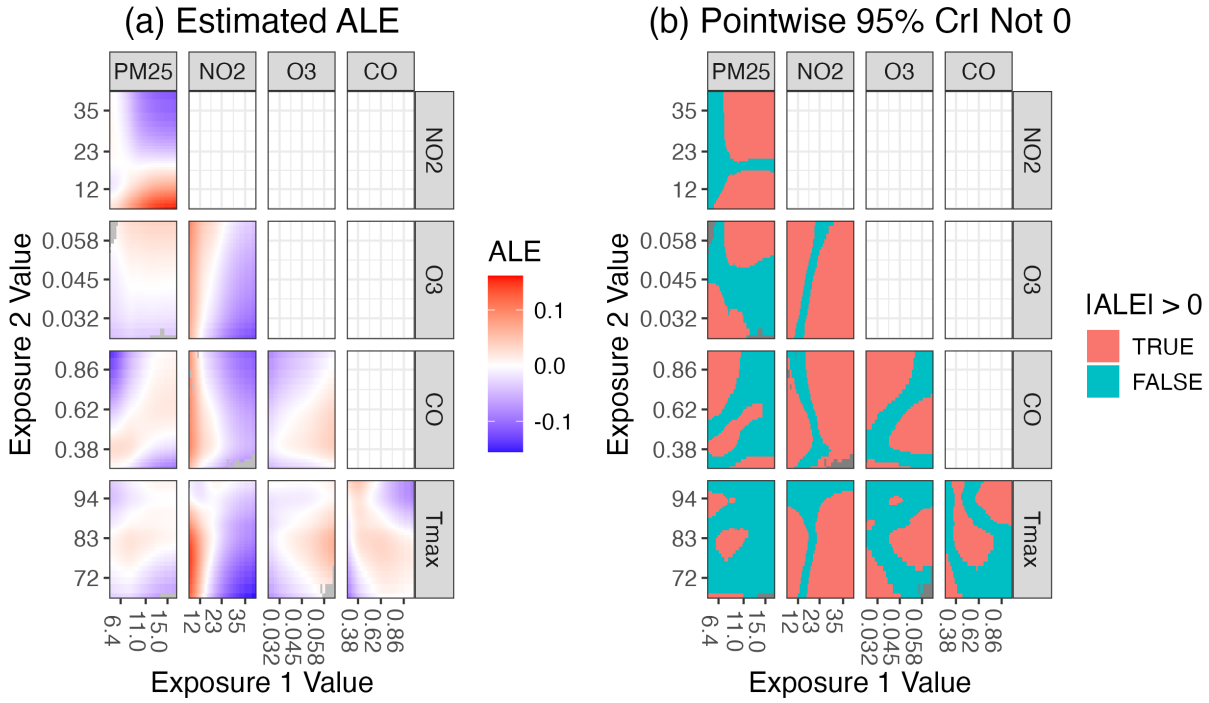 (a) Estimated ALE
PM25 NO2 O3 CO
35
23
12
NO2
0.058
0.045
0.032
O3
0.86
0.62
0.38
CO
94
83
72
Tmax
6.4 11.0 15.0 12 23 35 0.032 0.045 0.058 0.38 0.62 0.86
Exposure 1 Value
Exposure 2 Value
ALE
0.1
0.0
-0.1
(b) Pointwise 95% CrI Not 0
PM25 NO2 O3 CO
35
23
12
NO2
0.058
0.045
0.032
O3
0.86
0.62
0.38
CO
94
83
72
Tmax
6.4 11.0 15.0 12 23 35 0.032 0.045 0.058 0.38 0.62 0.86
Exposure 1 Value
Exposure 2 Value
|ALE| > 0
TRUE
FALSE